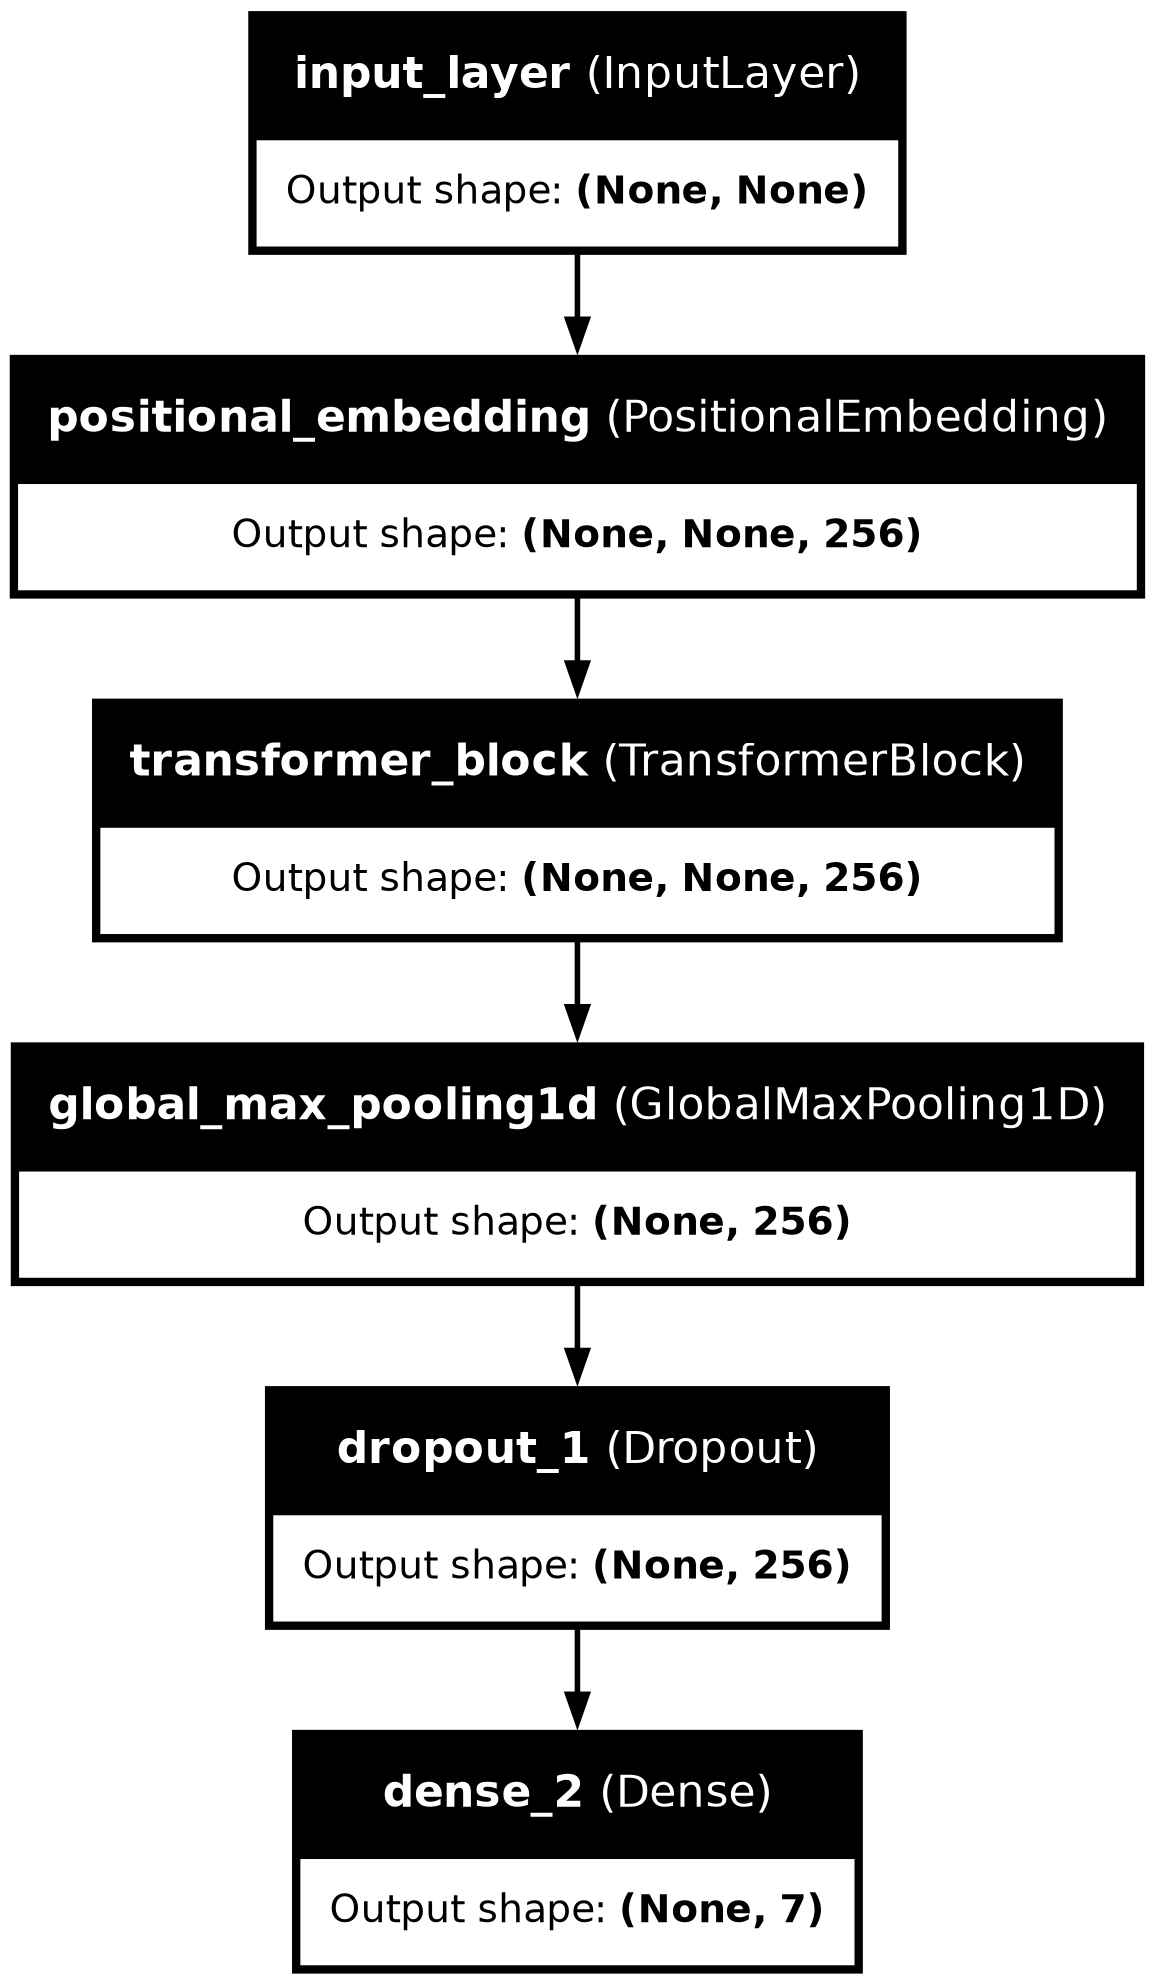 input_layer (InputLayer)
Output shape: (None, None)
positional_embedding (PositionalEmbedding)
Output shape: (None, None, 256)
transformer_block (TransformerBlock)
Output shape: (None, None, 256)
global_max_pooling1d (GlobalMaxPooling1D)
Output shape: (None, 256)
dropout_1 (Dropout)
Output shape: (None, 256)
dense_2 (Dense)
Output shape: (None, 7)